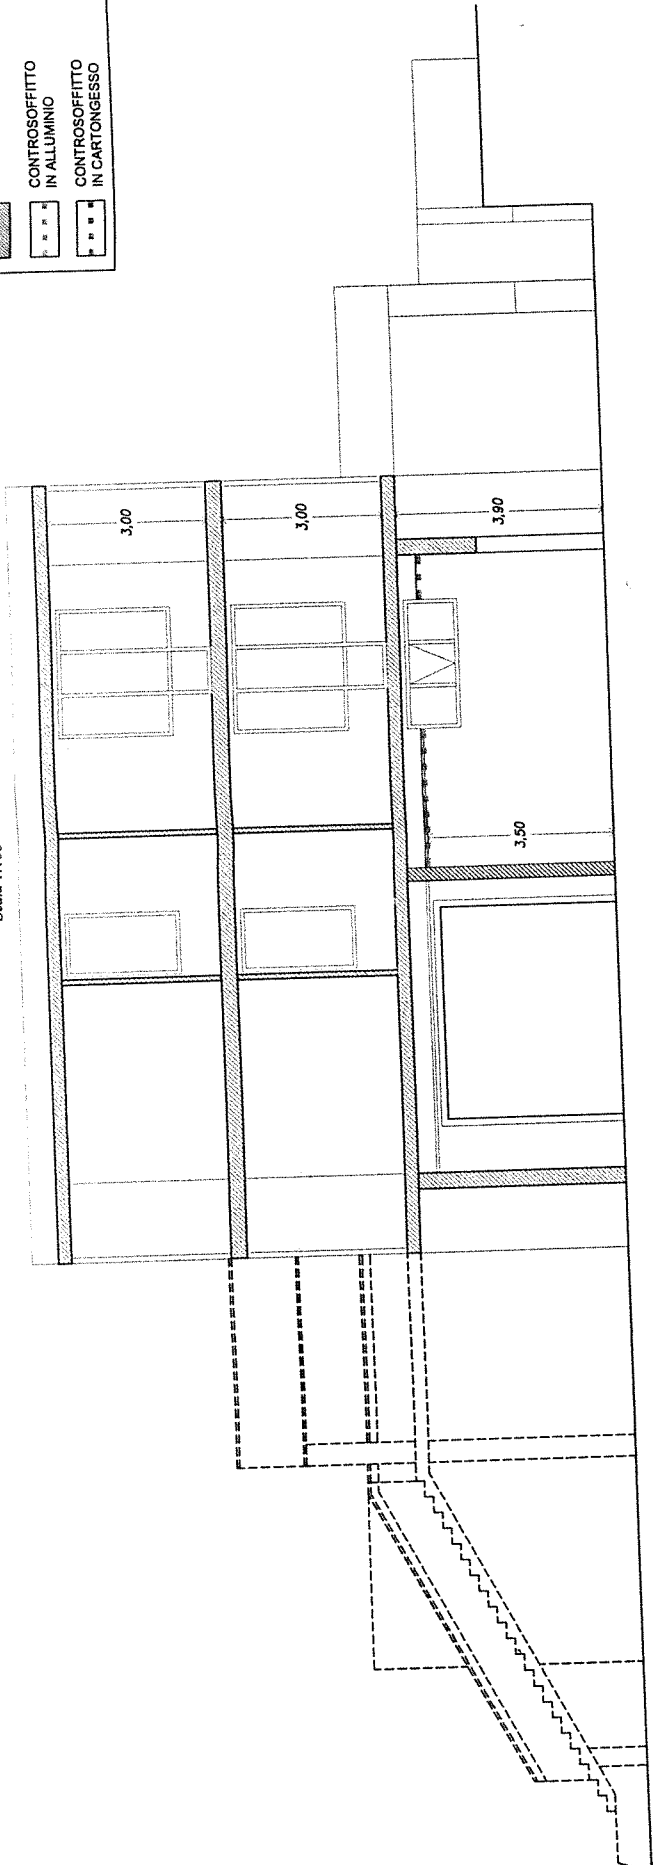 CONTROSOFFITTO
IN ALLUMINIO
CONTROSOFFITTO
IN CARTONGESSO
3,00
3,00
3,90
3,50